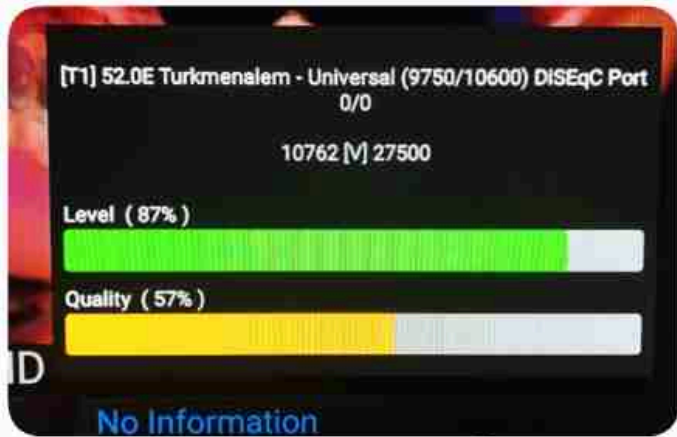 [T1] 52.0E Turkmenalem - Universal (9750/10600) DiSEqC Port
0/0
10762 [V] 27500
Level ( 87% )
Quality ( 57% )
ID
No Information